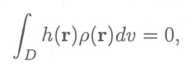 ∫_D h(𝐫)ρ(𝐫)dv = 0,